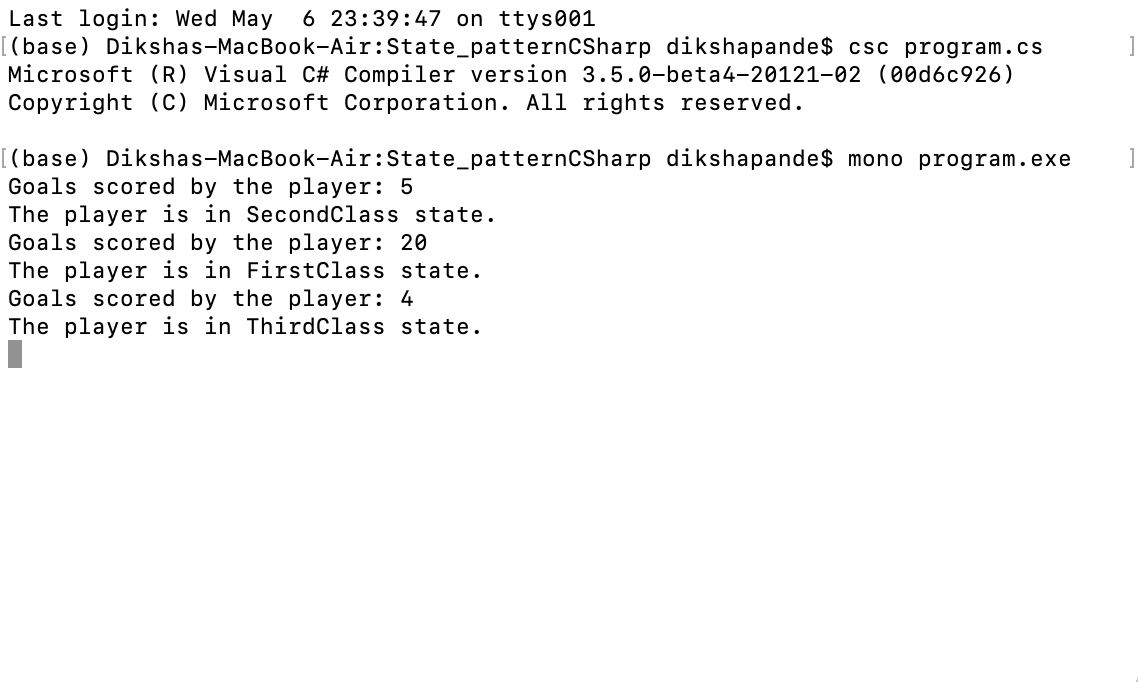 Last login: Wed May  6 23:39:47 on ttys001
[(base) Dikshas-MacBook-Air:State_patternCSharp dikshapande$ csc program.cs ]
Microsoft (R) Visual C# Compiler version 3.5.0-beta4-20121-02 (00d6c926)
Copyright (C) Microsoft Corporation. All rights reserved.
[(base) Dikshas-MacBook-Air:State_patternCSharp dikshapande$ mono program.exe ]
Goals scored by the player: 5
The player is in SecondClass state.
Goals scored by the player: 20
The player is in FirstClass state.
Goals scored by the player: 4
The player is in ThirdClass state.